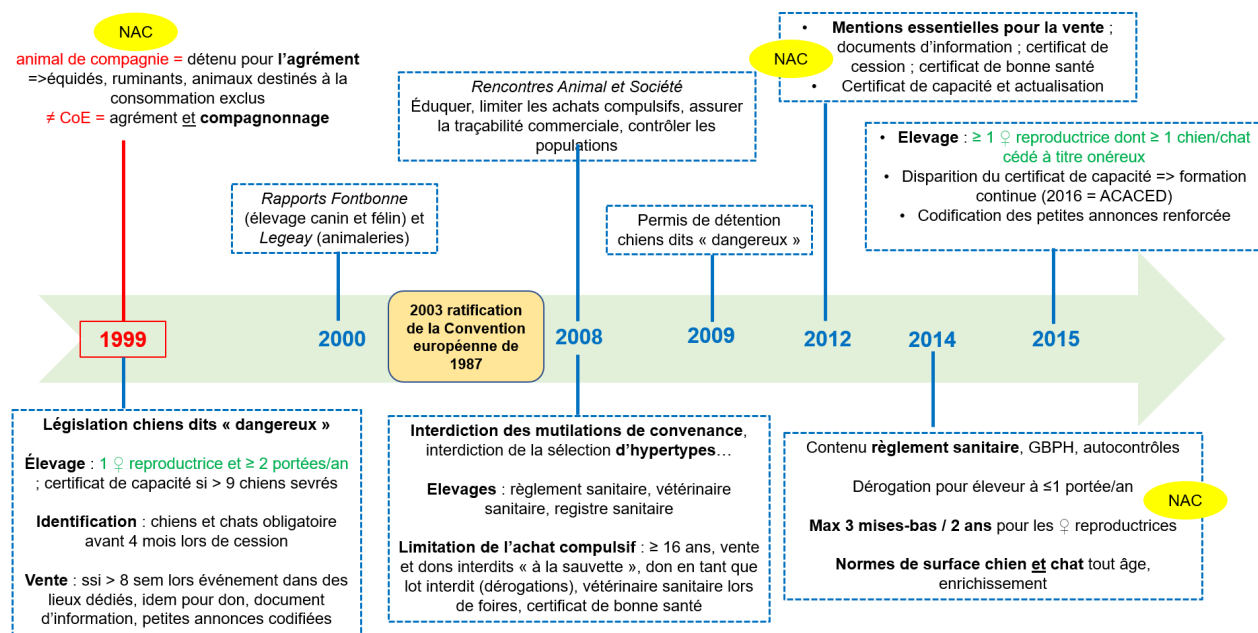 NAC
animal de compagnie = détenu pour l'agrément
=>équidés, ruminants, animaux destinés à la
consommation exclus
≠ CoE = agrément et compagnonnage
Rapports Fontbonne
(élevage canin et félin) et
Legeay (animaleries)
Rencontres Animal et Société
Éduquer, limiter les achats compulsifs, assurer
la traçabilité commerciale, contrôler les
populations
Permis de détention
chiens dits « dangereux »
NAC
• Mentions essentielles pour la vente ;
documents d'information ; certificat de
cession ; certificat de bonne santé
• Certificat de capacité et actualisation
• Elevage : ≥ 1 ♀ reproductrice dont ≥ 1 chien/chat
cédé à titre onéreux
• Disparition du certificat de capacité => formation
continue (2016 = ACACED)
• Codification des petites annonces renforcée
1999
2000
2003 ratification
de la Convention
européenne de
1987
2008
2009
2012
2014
2015
Législation chiens dits « dangereux »
Élevage : 1 ♀ reproductrice et ≥ 2 portées/an
; certificat de capacité si > 9 chiens sevrés
Identification : chiens et chats obligatoire
avant 4 mois lors de cession
Vente : ssi > 8 sem lors événement dans des
lieux dédiés, idem pour don, document
d'information, petites annonces codifiées
Interdiction des mutilations de convenance,
interdiction de la sélection d'hypertypes…
Elevages : règlement sanitaire, vétérinaire
sanitaire, registre sanitaire
Limitation de l'achat compulsif : ≥ 16 ans, vente
et dons interdits « à la sauvette », don en tant que
lot interdit (dérogations), vétérinaire sanitaire lors
de foires, certificat de bonne santé
Contenu règlement sanitaire, GBPH, autocontrôles
Dérogation pour éleveur à ≤1 portée/an
NAC
Max 3 mises-bas / 2 ans pour les ♀ reproductrices
Normes de surface chien et chat tout âge,
enrichissement